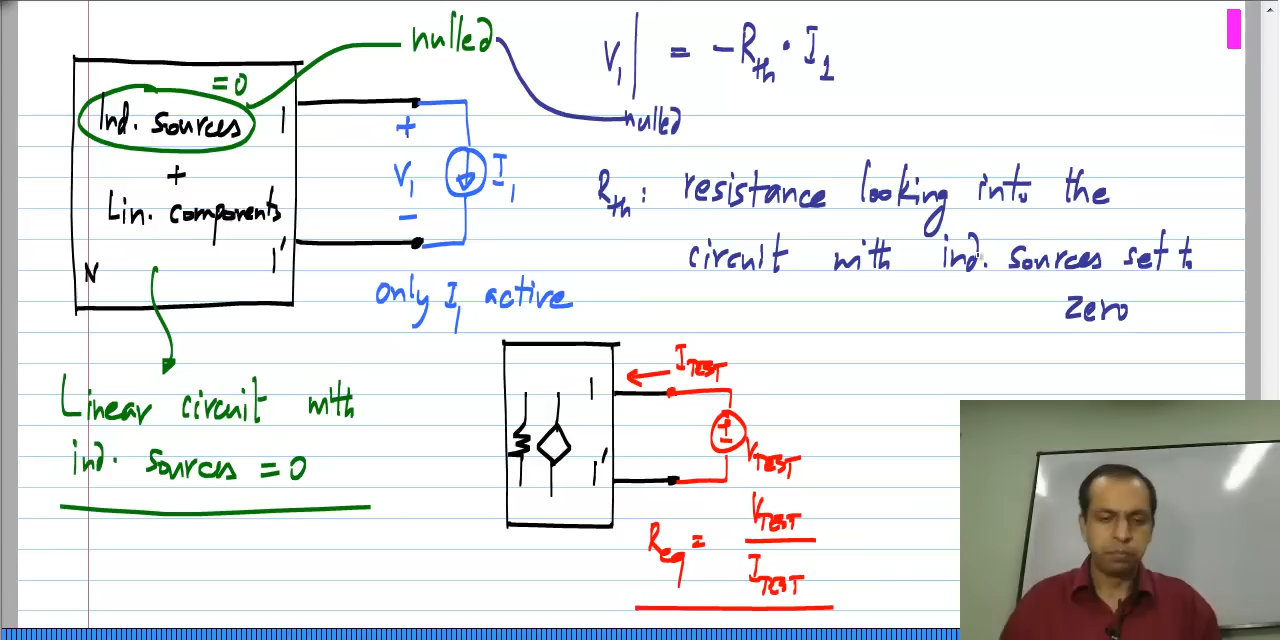 nulled
V₁| = -Rth · I₁
nulled
= 0
Ind. sources
+
Lin. components
N
1
1'
+
V₁
-
I₁
only I₁ active
Rth: resistance looking into the
circuit with ind. sources set to
zero
Linear circuit with
ind. sources = 0
1
1'
ITEST
+
-
VTEST
Req = VTEST / ITEST